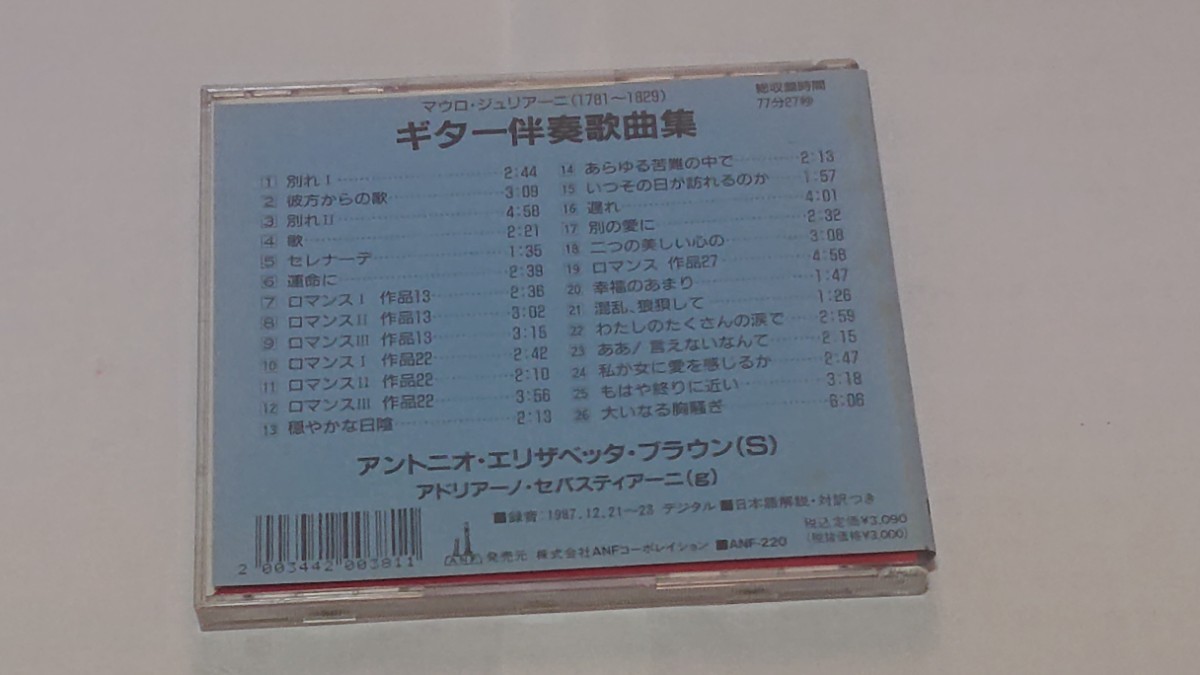 マウロ・ジュリアーニ(1781〜1829)
総収録時間
77分27秒
ギター伴奏歌曲集
1 別れⅠ 2:44
2 彼方からの歌 3:09
3 別れⅡ 4:58
4 歌 2:21
5 セレナーデ 1:35
6 運命に 2:39
7 ロマンスⅠ 作品13 2:36
8 ロマンスⅡ 作品13 3:02
9 ロマンスⅢ 作品13 3:15
10 ロマンスⅠ 作品22 2:42
11 ロマンスⅡ 作品22 2:10
12 ロマンスⅢ 作品22 3:56
13 穏やかな日陰 2:13
14 あらゆる苦難の中で 2:13
15 いつその日が訪れるのか 1:57
16 遅れ 4:01
17 別の愛に 2:32
18 二つの美しい心の 3:08
19 ロマンス 作品27 4:58
20 幸福のあまり 1:47
21 混乱、狼狽して 1:26
22 わたしのたくさんの涙で 2:59
23 ああ!言えないなんて 2:15
24 私が女に愛を感じるか 2:47
25 もはや終りに近い 3:18
26 大いなる胸騒ぎ 6:06
アントニオ・エリザベッタ・ブラウン(S)
アドリアーノ・セバスティアーニ(g)
■録音:1987.12.21〜23 デジタル ■日本語解説・対訳つき
ANF 発売元 株式会社ANFコーポレイション ■ANF-220
税込定価¥3,090
(税抜価格¥3,000)
2 003442 003811